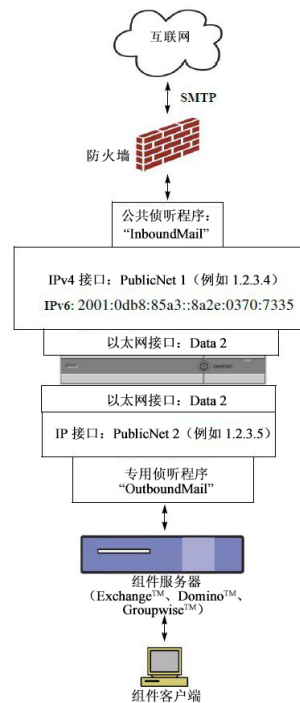 互联网
SMTP
防火墙
公共侦听程序：
“InboundMail”
IPv4 接口：PublicNet 1（例如 1.2.3.4）
IPv6: 2001:0db8:85a3::8a2e:0370:7335
以太网接口：Data 2
以太网接口：Data 2
IP 接口：PublicNet 2（例如 1.2.3.5）
专用侦听程序
“OutboundMail”
组件服务器
（Exchange™、Domino™、
Groupwise™）
组件客户端